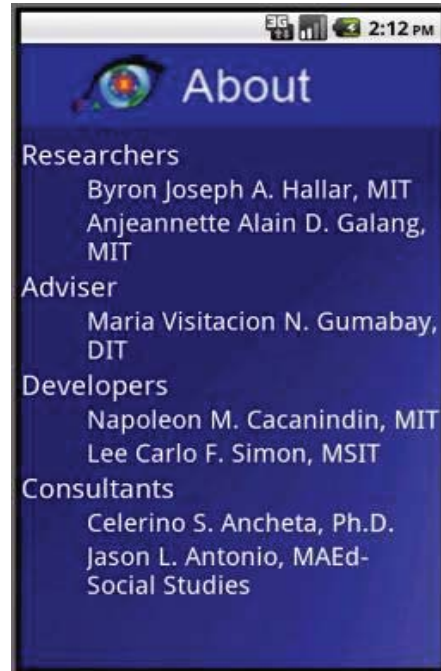 3G 2:12 PM
About
Researchers
Byron Joseph A. Hallar, MIT
Anjeannette Alain D. Galang,
MIT
Adviser
Maria Visitacion N. Gumabay,
DIT
Developers
Napoleon M. Cacanindin, MIT
Lee Carlo F. Simon, MSIT
Consultants
Celerino S. Ancheta, Ph.D.
Jason L. Antonio, MAEd-
Social Studies